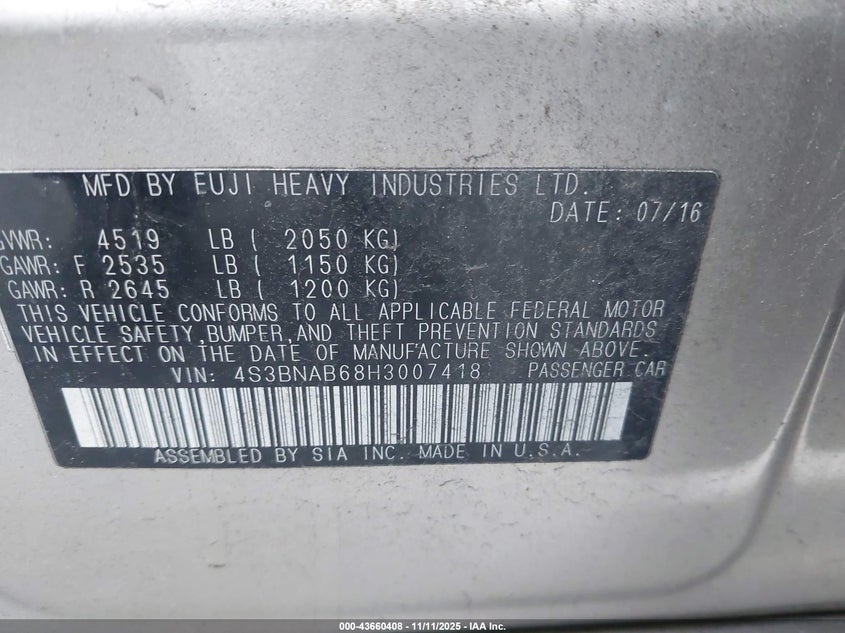 MFD BY FUJI HEAVY INDUSTRIES LTD.
DATE: 07/16
GVWR: 4519 LB ( 2050 KG)
GAWR: F 2535 LB ( 1150 KG)
GAWR: R 2645 LB ( 1200 KG)
THIS VEHICLE CONFORMS TO ALL APPLICABLE FEDERAL MOTOR
VEHICLE SAFETY,BUMPER,AND THEFT PREVENTION STANDARDS
IN EFFECT ON THE DATE OF MANUFACTURE SHOWN ABOVE.
VIN: 4S3BNAB68H3007418 PASSENGER CAR
ASSEMBLED BY SIA INC. MADE IN U.S.A.
000-43660408 - 11/11/2025 - IAA Inc.